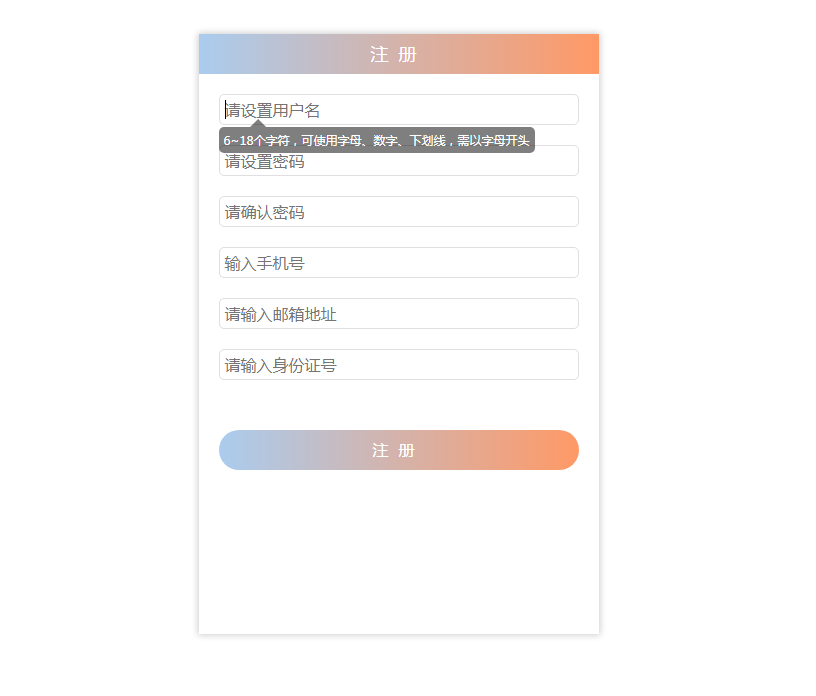 注 册
请设置用户名
6~18个字符，可使用字母、数字、下划线，需以字母开头
请设置密码
请确认密码
输入手机号
请输入邮箱地址
请输入身份证号
注 册